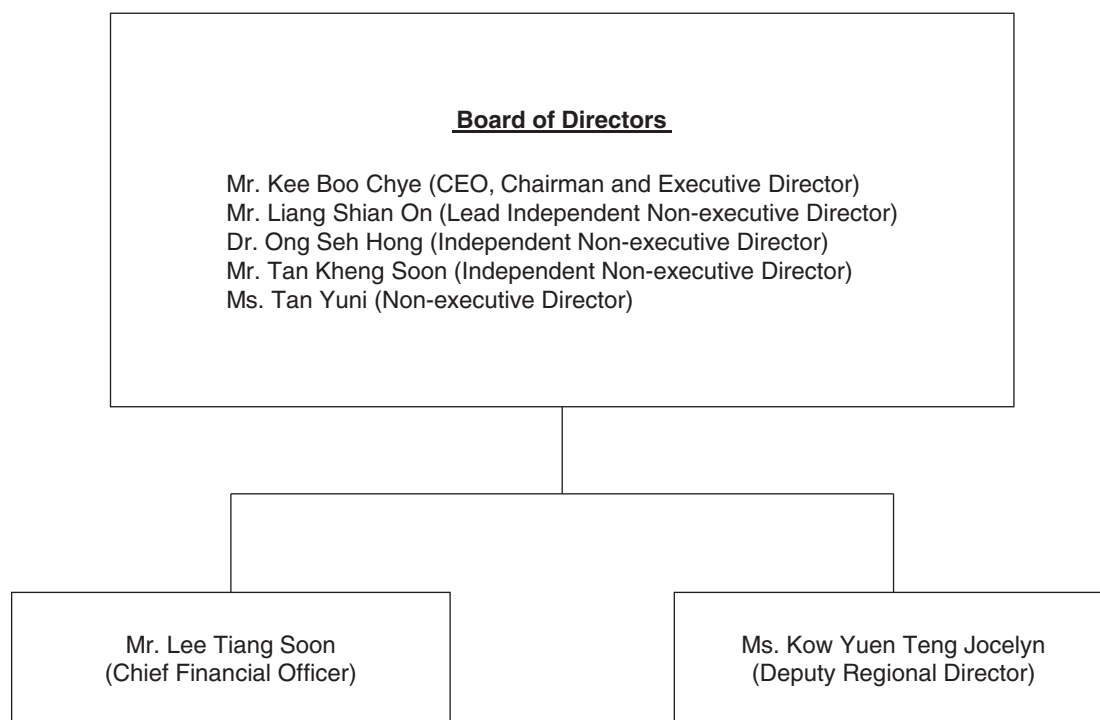 Board of Directors
Mr. Kee Boo Chye (CEO, Chairman and Executive Director)
Mr. Liang Shian On (Lead Independent Non-executive Director)
Dr. Ong Seh Hong (Independent Non-executive Director)
Mr. Tan Kheng Soon (Independent Non-executive Director)
Ms. Tan Yuni (Non-executive Director)
Mr. Lee Tiang Soon
(Chief Financial Officer)
Ms. Kow Yuen Teng Jocelyn
(Deputy Regional Director)